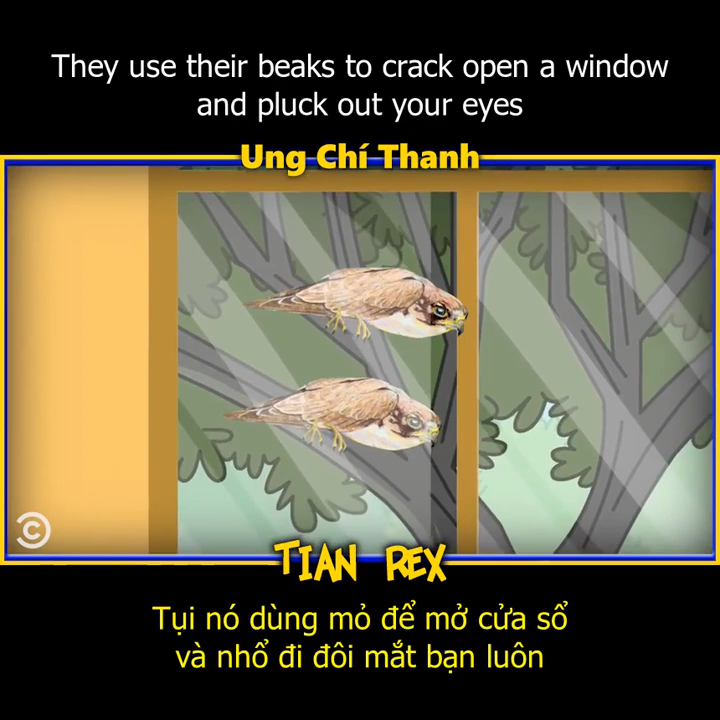 They use their beaks to crack open a window
and pluck out your eyes
Ung Chí Thanh
TIAN REX
Tụi nó dùng mỏ để mở cửa sổ
và nhổ đi đôi mắt bạn luôn